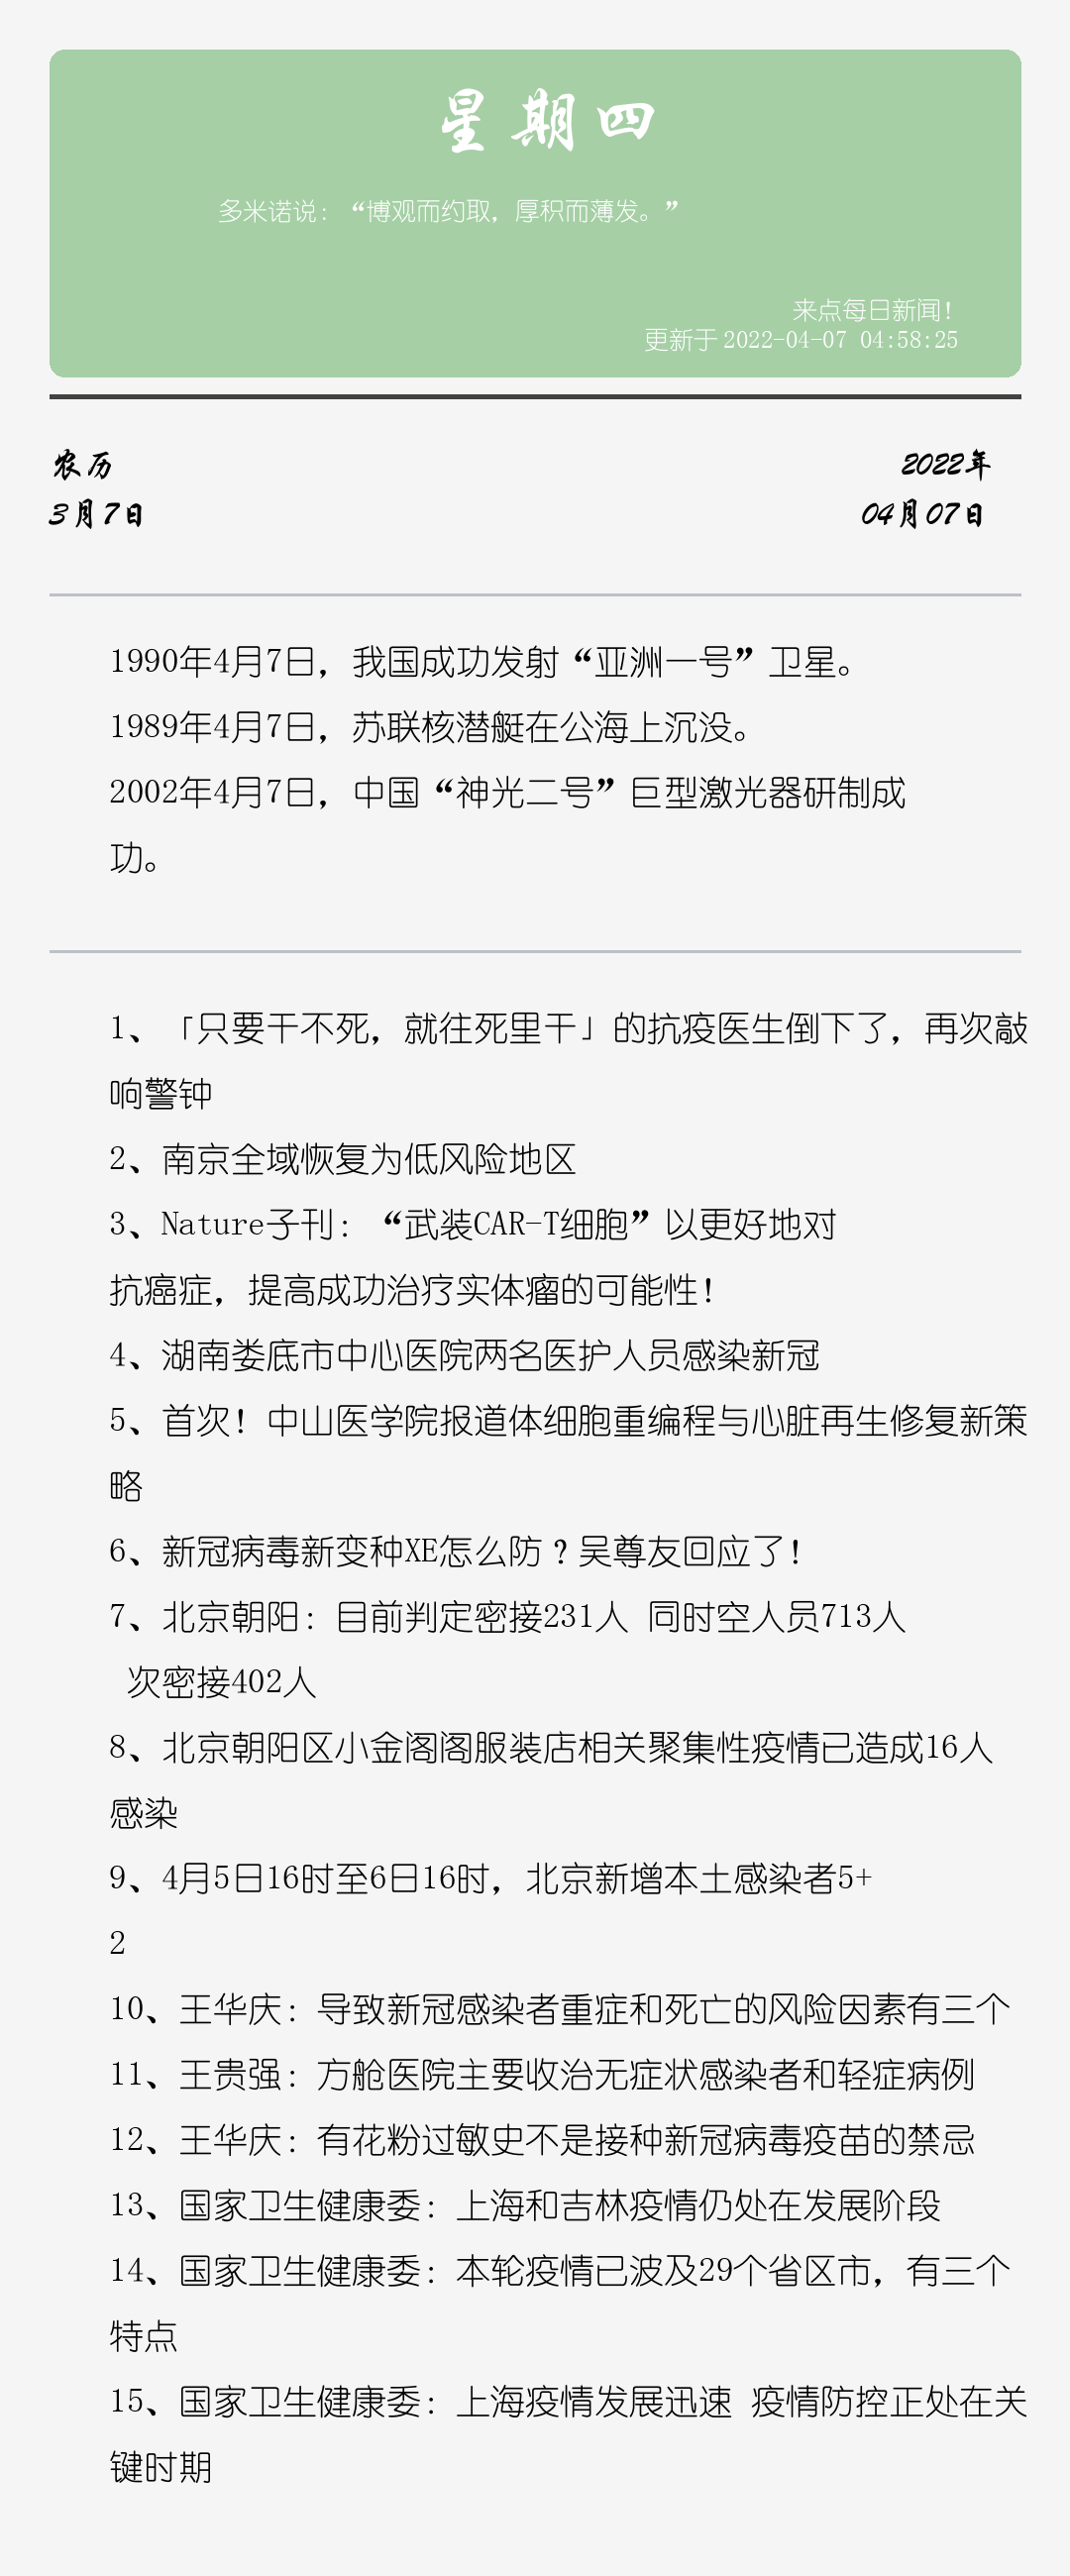 星期四
多米诺说：“博观而约取，厚积而薄发。”
来点每日新闻！
更新于 2022-04-07 04:58:25
农历
2022年
3月7日
04月07日
1990年4月7日，我国成功发射“亚洲一号”卫星。
1989年4月7日，苏联核潜艇在公海上沉没。
2002年4月7日，中国“神光二号”巨型激光器研制成
功。
1、「只要干不死，就往死里干」的抗疫医生倒下了，再次敲
响警钟
2、南京全域恢复为低风险地区
3、Nature子刊：“武装CAR-T细胞”以更好地对
抗癌症，提高成功治疗实体瘤的可能性！
4、湖南娄底市中心医院两名医护人员感染新冠
5、首次！中山医学院报道体细胞重编程与心脏再生修复新策
略
6、新冠病毒新变种XE怎么防？吴尊友回应了！
7、北京朝阳：目前判定密接231人 同时空人员713人
次密接402人
8、北京朝阳区小金阁阁服装店相关聚集性疫情已造成16人
感染
9、4月5日16时至6日16时，北京新增本土感染者5+
2
10、王华庆：导致新冠感染者重症和死亡的风险因素有三个
11、王贵强：方舱医院主要收治无症状感染者和轻症病例
12、王华庆：有花粉过敏史不是接种新冠病毒疫苗的禁忌
13、国家卫生健康委：上海和吉林疫情仍处在发展阶段
14、国家卫生健康委：本轮疫情已波及29个省区市，有三个
特点
15、国家卫生健康委：上海疫情发展迅速 疫情防控正处在关
键时期